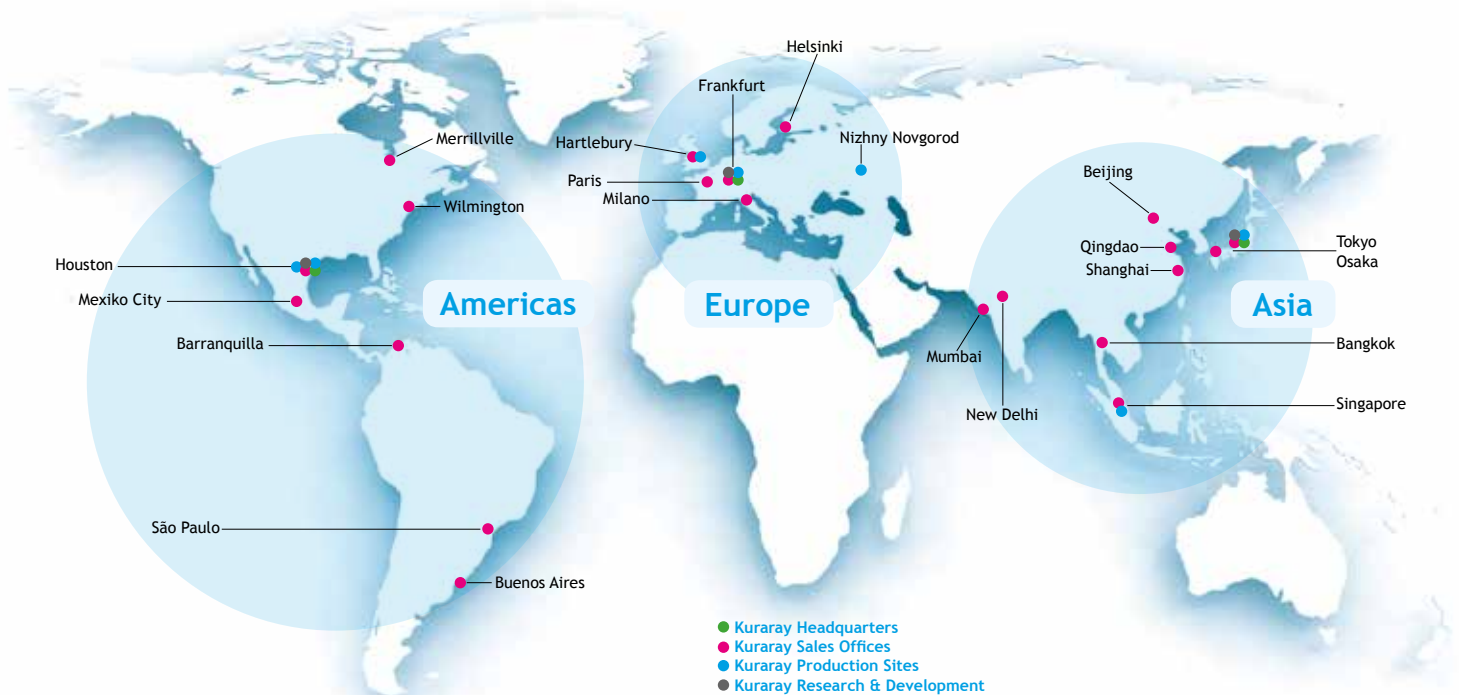 Helsinki
Frankfurt
Merrillville
Hartlebury
Nizhny Novgorod
Paris
Milano
Beijing
Wilmington
Qingdao
Tokyo
Osaka
Houston
Shanghai
Mexiko City
Americas
Europe
Asia
Barranquilla
Mumbai
Bangkok
New Delhi
Singapore
São Paulo
Buenos Aires
Kuraray Headquarters
Kuraray Sales Offices
Kuraray Production Sites
Kuraray Research & Development